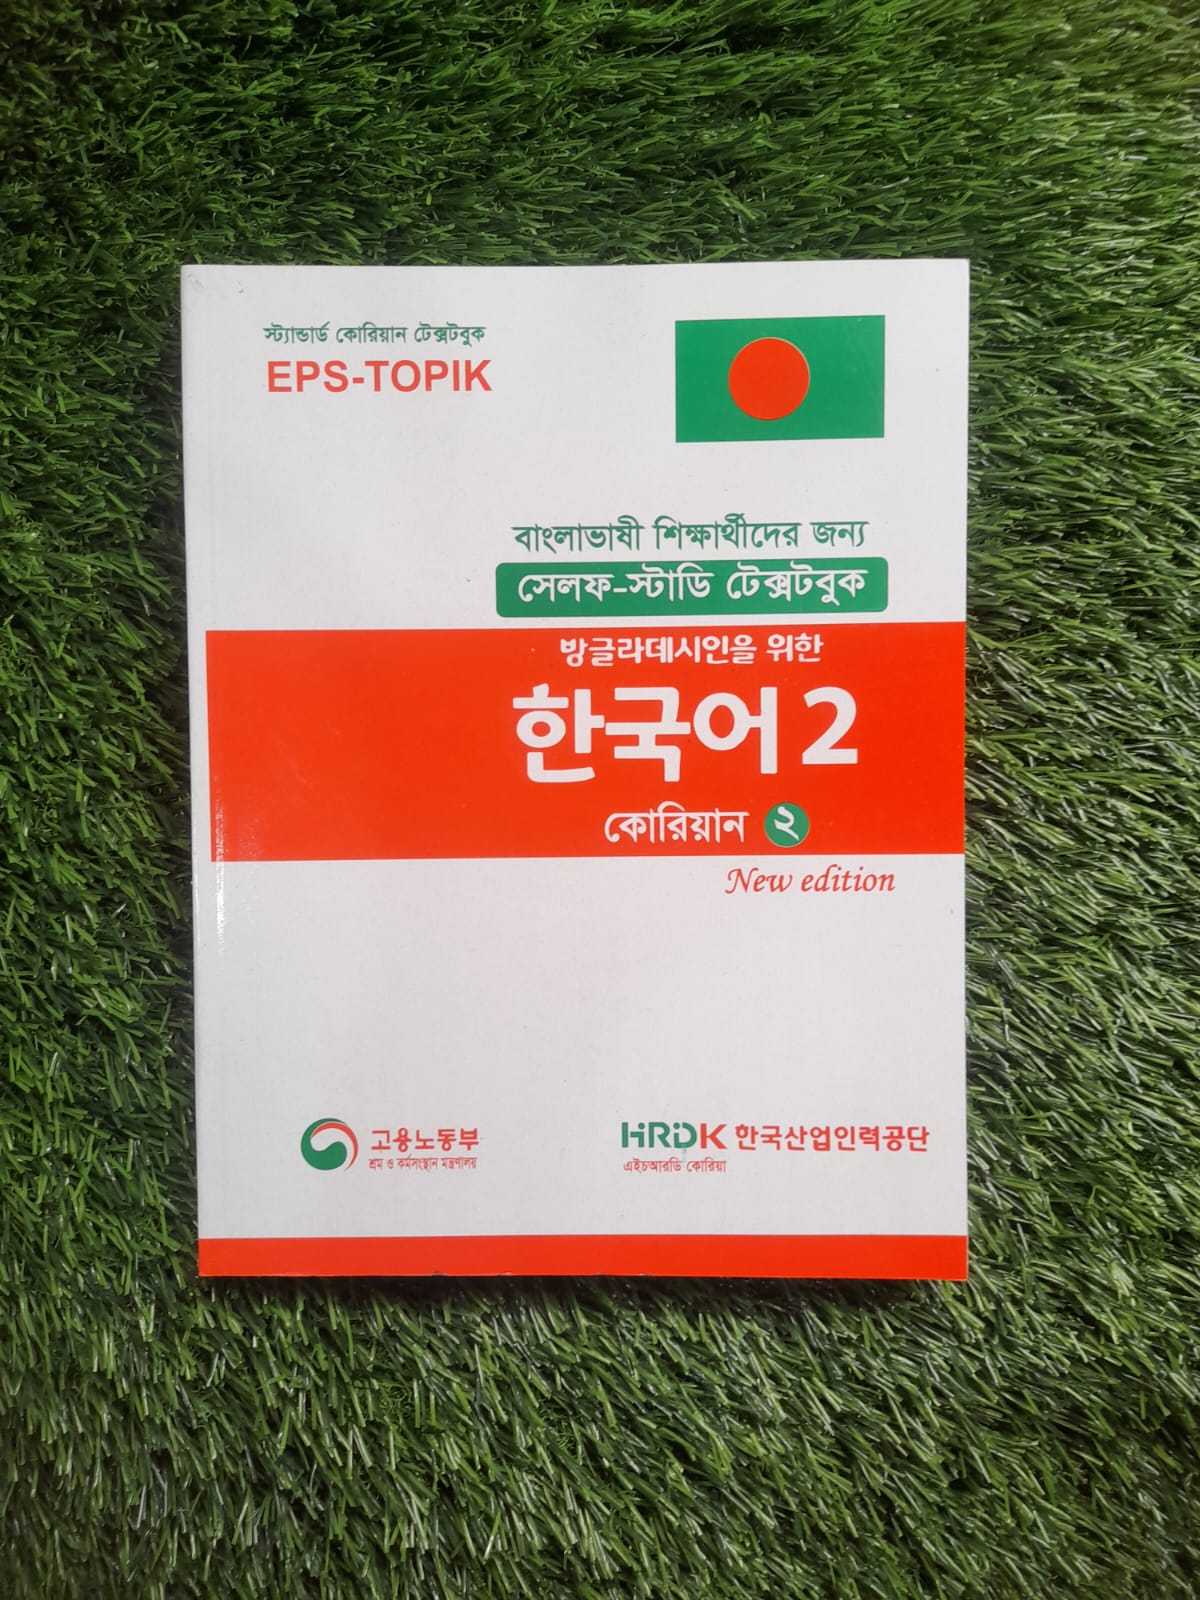 স্ট্যান্ডার্ড কোরিয়ান টেক্সটবুক
EPS-TOPIK
বাংলাভাষী শিক্ষার্থীদের জন্য
সেলফ-স্টাডি টেক্সটবুক
방글라데시인을 위한
한국어 2
কোরিয়ান ২
New edition
고용노동부
শ্রম ও কর্মসংস্থান মন্ত্রণালয়
HRDK 한국산업인력공단
এইচআরডি কোরিয়া